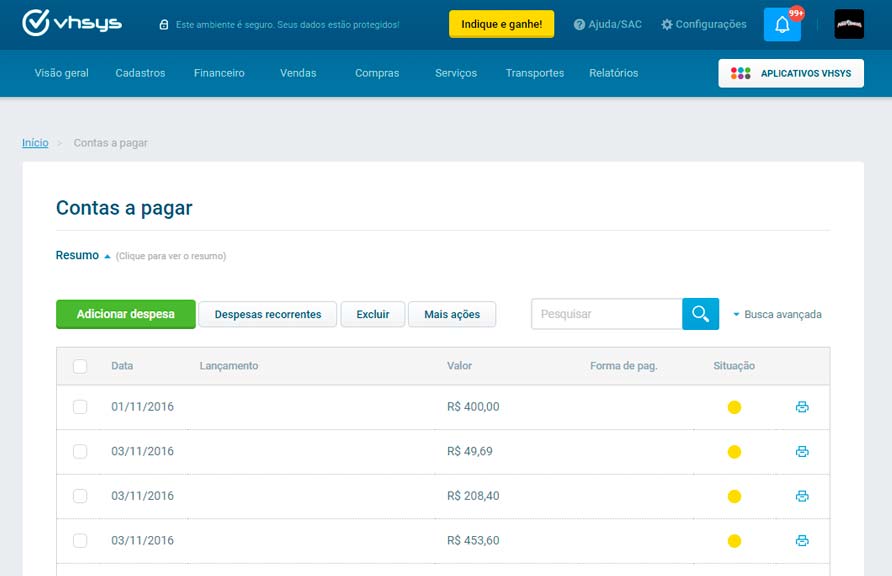 vhsys
Este ambiente é seguro. Seus dados estão protegidos!
Indique e ganhe!
Ajuda/SAC
Configurações
99+
Visão geral
Cadastros
Financeiro
Vendas
Compras
Serviços
Transportes
Relatórios
APLICATIVOS VHSYS
Início > Contas a pagar
Contas a pagar
Resumo (Clique para ver o resumo)
Adicionar despesa
Despesas recorrentes
Excluir
Mais ações
Pesquisar
Busca avançada
Data Lançamento Valor Forma de pag. Situação
01/11/2016 R$ 400,00
03/11/2016 R$ 49,69
03/11/2016 R$ 208,40
03/11/2016 R$ 453,60